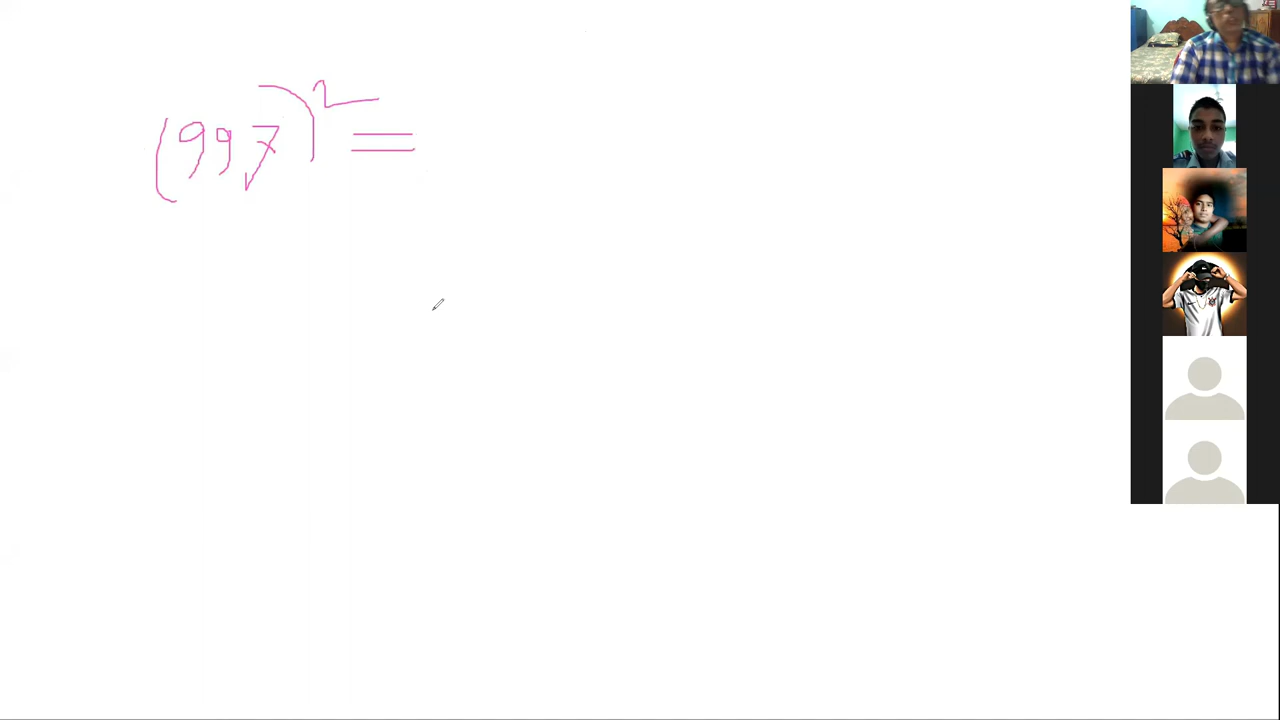 (997)² =